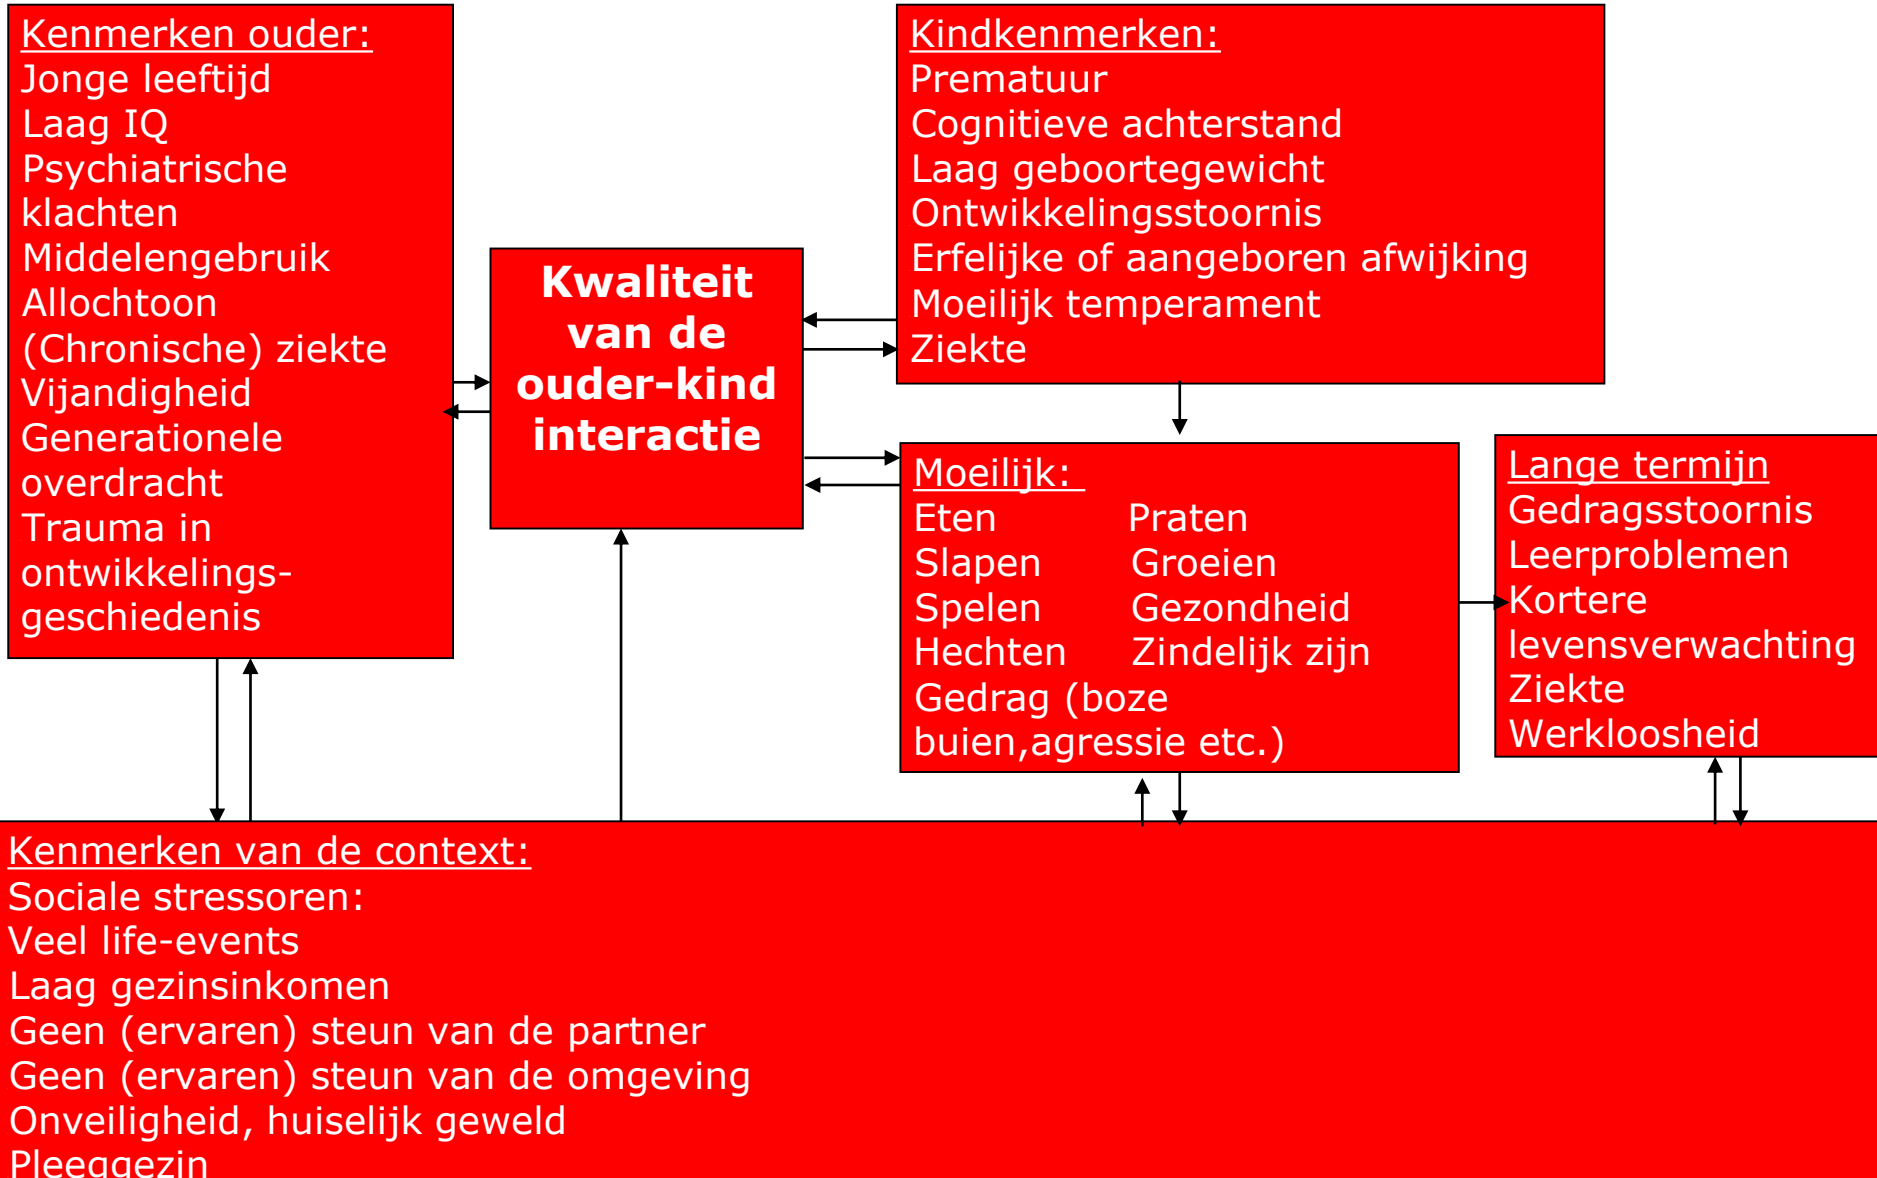 Kenmerken ouder:
Jonge leeftijd
Laag IQ
Psychiatrische
klachten
Middelengebruik
Allochtoon
(Chronische) ziekte
Vijandigheid
Generationele
overdracht
Trauma in
ontwikkelings-
geschiedenis
Kwaliteit
van de
ouder-kind
interactie
Kindkenmerken:
Prematuur
Cognitieve achterstand
Laag geboortegewicht
Ontwikkelingsstoornis
Erfelijke of aangeboren afwijking
Moeilijk temperament
Ziekte
Moeilijk:
Eten Praten
Slapen Groeien
Spelen Gezondheid
Hechten Zindelijk zijn
Gedrag (boze
buien,agressie etc.)
Lange termijn
Gedragsstoornis
Leerproblemen
Kortere
levensverwachting
Ziekte
Werkloosheid
Kenmerken van de context:
Sociale stressoren:
Veel life-events
Laag gezinsinkomen
Geen (ervaren) steun van de partner
Geen (ervaren) steun van de omgeving
Onveiligheid, huiselijk geweld
Pleeggezin